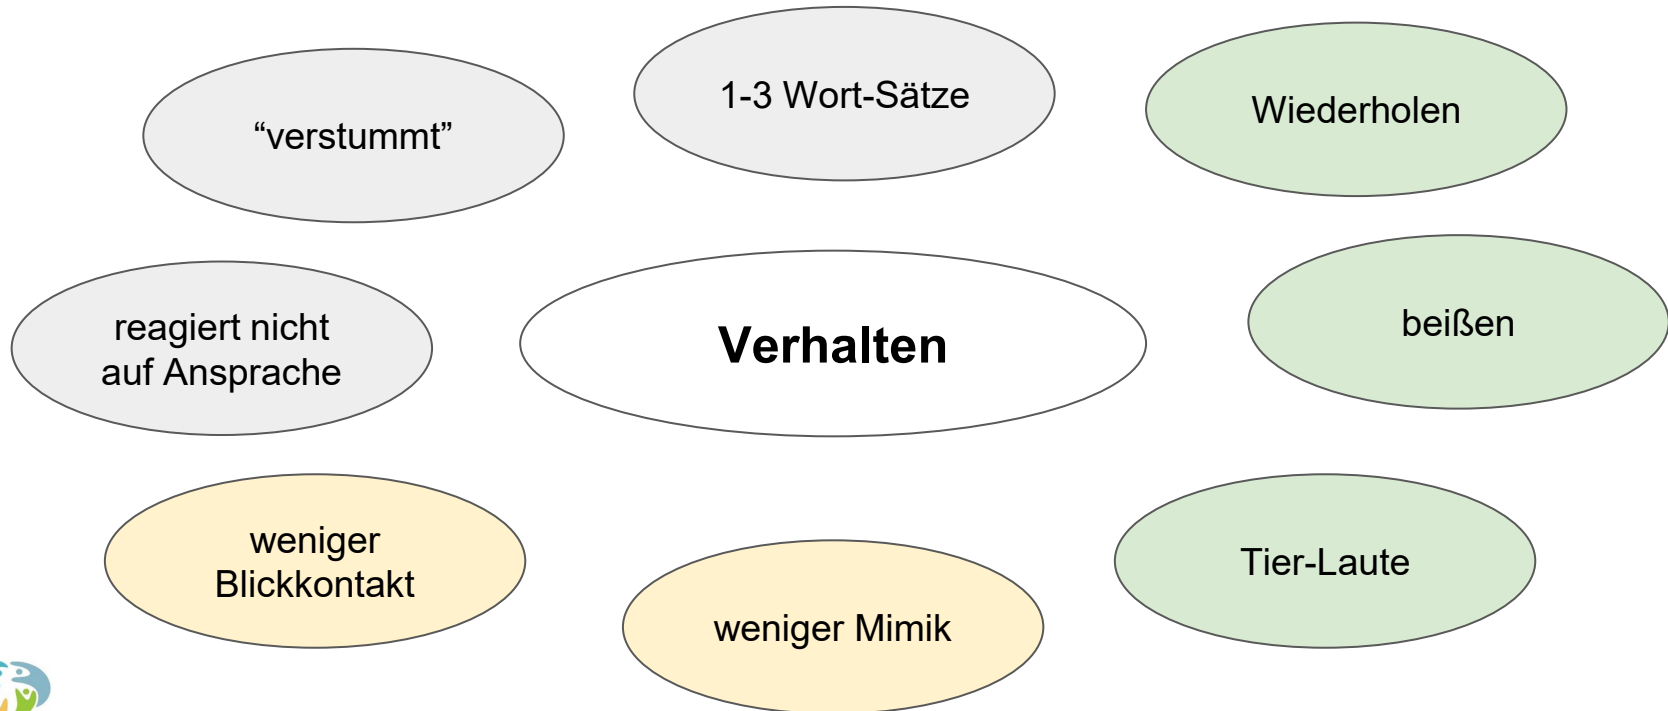 “verstummt”
1-3 Wort-Sätze
Wiederholen
reagiert nicht
auf Ansprache
Verhalten
beißen
weniger
Blickkontakt
weniger Mimik
Tier-Laute